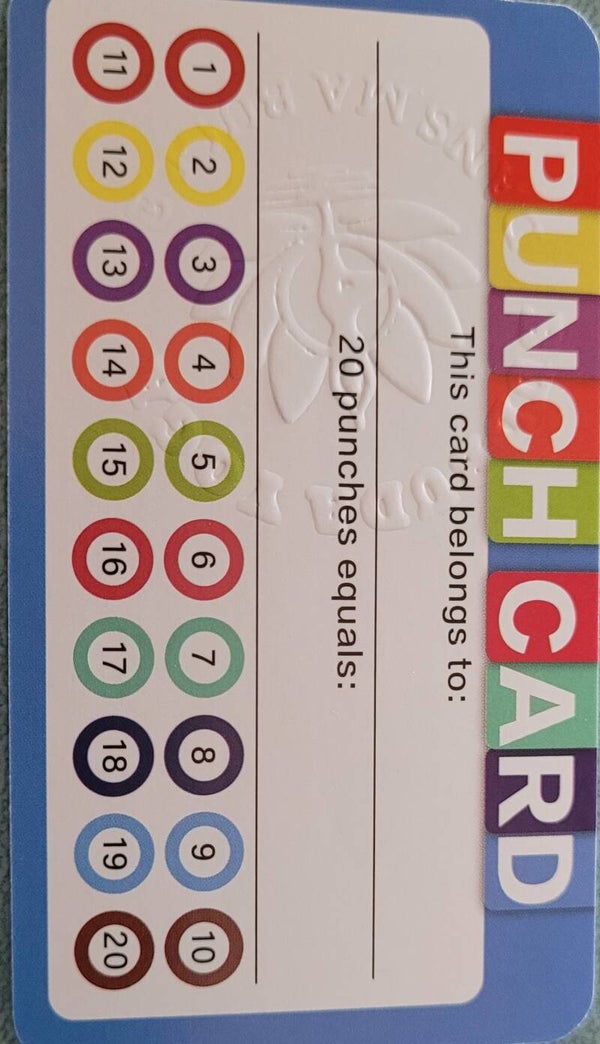 PUNCH CARD
This card belongs to:
20 punches equals:
1 2 3 4 5 6 7 8 9 10
11 12 13 14 15 16 17 18 19 20